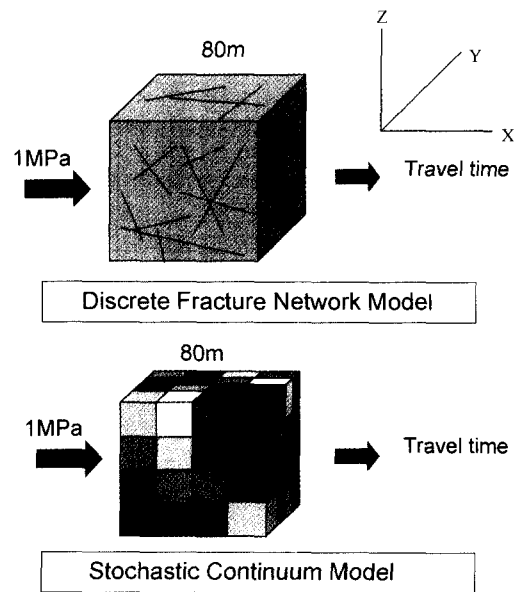 Z
80m
Y
X
1MPa
Travel time
Discrete Fracture Network Model
80m
1MPa
Travel time
Stochastic Continuum Model